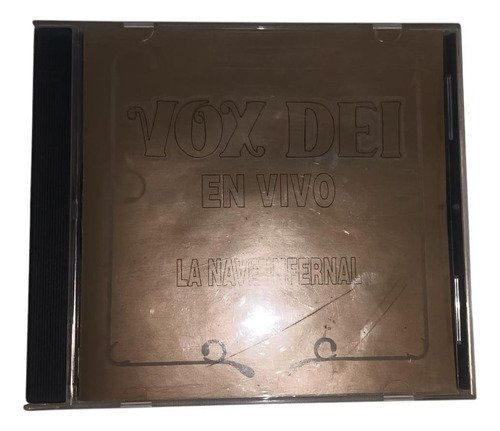 VOX DEI
EN VIVO
LA NAVE INFERNAL